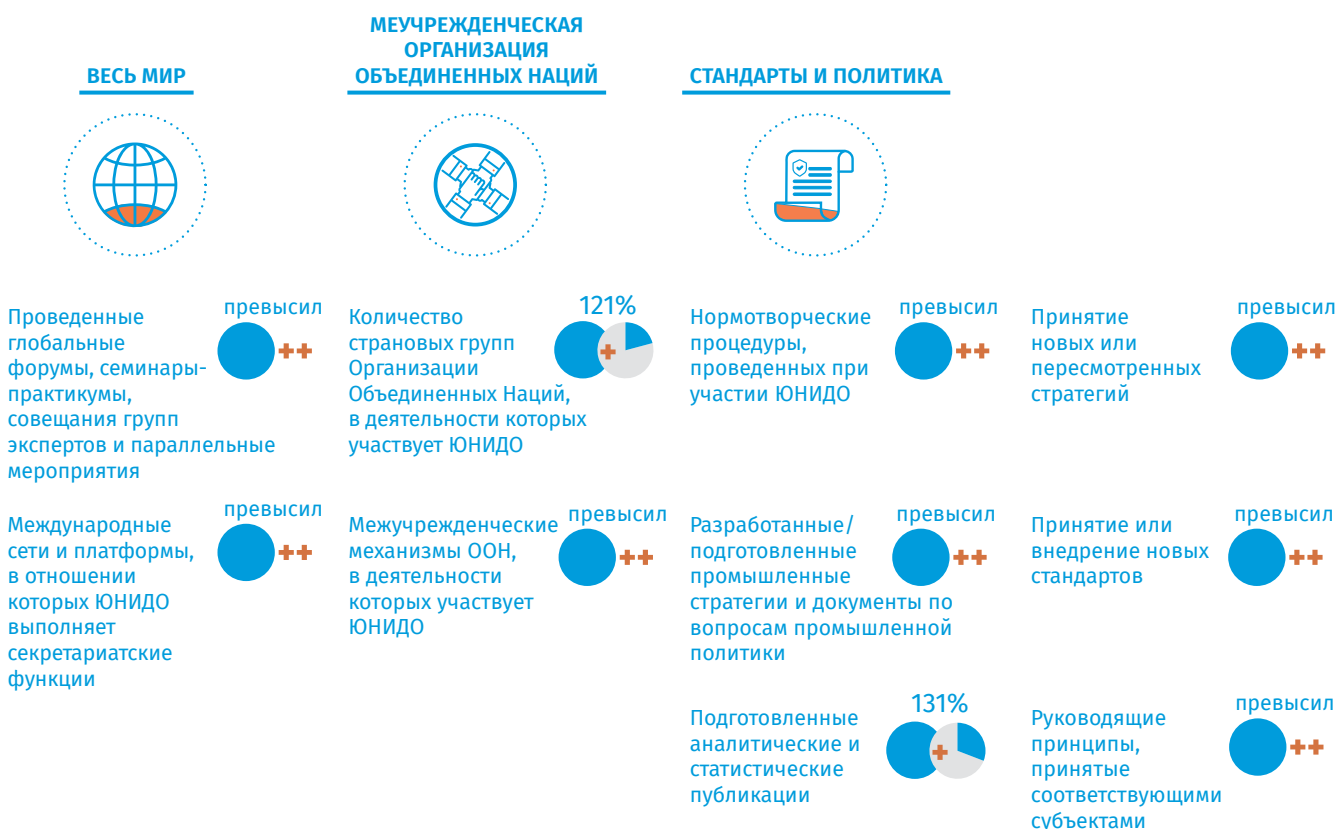 ВЕСЬ МИР
МЕУЧРЕЖДЕНЧЕСКАЯ
ОРГАНИЗАЦИЯ
ОБЪЕДИНЕННЫХ НАЦИЙ
СТАНДАРТЫ И ПОЛИТИКА
Проведенные
глобальные
форумы, семинары-
практикумы,
совещания групп
экспертов и параллельные
мероприятия
превысил
++
Количество
страновых групп
Организации
Объединенных Наций,
в деятельности которых
участвует ЮНИДО
121%
+
Нормотворческие
процедуры,
проведенных при
участии ЮНИДО
превысил
++
Принятие
новых или
пересмотренных
стратегий
превысил
++
Международные
сети и платформы,
в отношении
которых ЮНИДО
выполняет
секретариатские
функции
превысил
++
Межучрежденческие
механизмы ООН,
в деятельности
которых участвует
ЮНИДО
превысил
++
Разработанные/
подготовленные
промышленные
стратегии и документы по
вопросам промышленной
политики
превысил
++
Принятие или
внедрение новых
стандартов
превысил
++
Подготовленные
аналитические и
статистические
публикации
131%
+
Руководящие
принципы,
принятые
соответствующими
субъектами
превысил
++